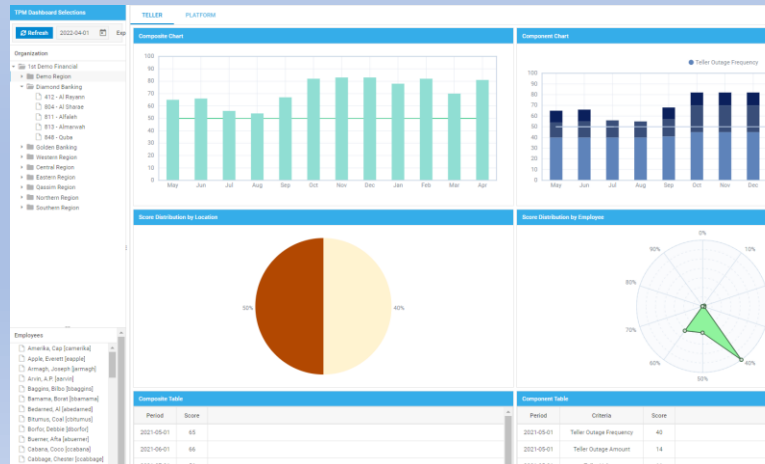 TPM Dashboard Selections
Refresh 2022-04-01 Exp
Organization
1st Demo Financial
Demo Region
Diamond Banking
412 - Al Rayann
804 - Al Sharae
811 - Alfaleh
813 - Almarwah
848 - Quba
Golden Banking
Western Region
Central Region
Eastern Region
Qassim Region
Northern Region
Southern Region
Employees
Amerika, Cap [camerika]
Apple, Everett [eapple]
Armagh, Joseph [jarmagh]
Arvin, A.P. [aarvin]
Baggins, Bilbo [bbaggins]
Bamama, Borat [bbamama]
Bedamed, Al [abedamed]
Bitumus, Coal [cbitumus]
Borfor, Debbie [dborfor]
Buerner, Afta [abuerner]
Cabana, Coco [ccabana]
Cabbage, Chester [ccabbage]
TELLER PLATFORM
Composite Chart
100
90
80
70
60
50
40
30
20
10
0
May Jun Jul Aug Sep Oct Nov Dec Jan Feb Mar Apr
Component Chart
Teller Outage Frequency
100
90
80
70
60
50
40
30
20
10
0
May Jun Jul Aug Sep Oct Nov Dec
Score Distribution by Location
50%
40%
Score Distribution by Employee
0%
10%
40%
50%
60%
70%
80%
90%
Composite Table
Period Score
2021-05-01 65
2021-06-01 66
Component Table
Period Criteria Score
2021-05-01 Teller Outage Frequency 40
2021-05-01 Teller Outage Amount 14